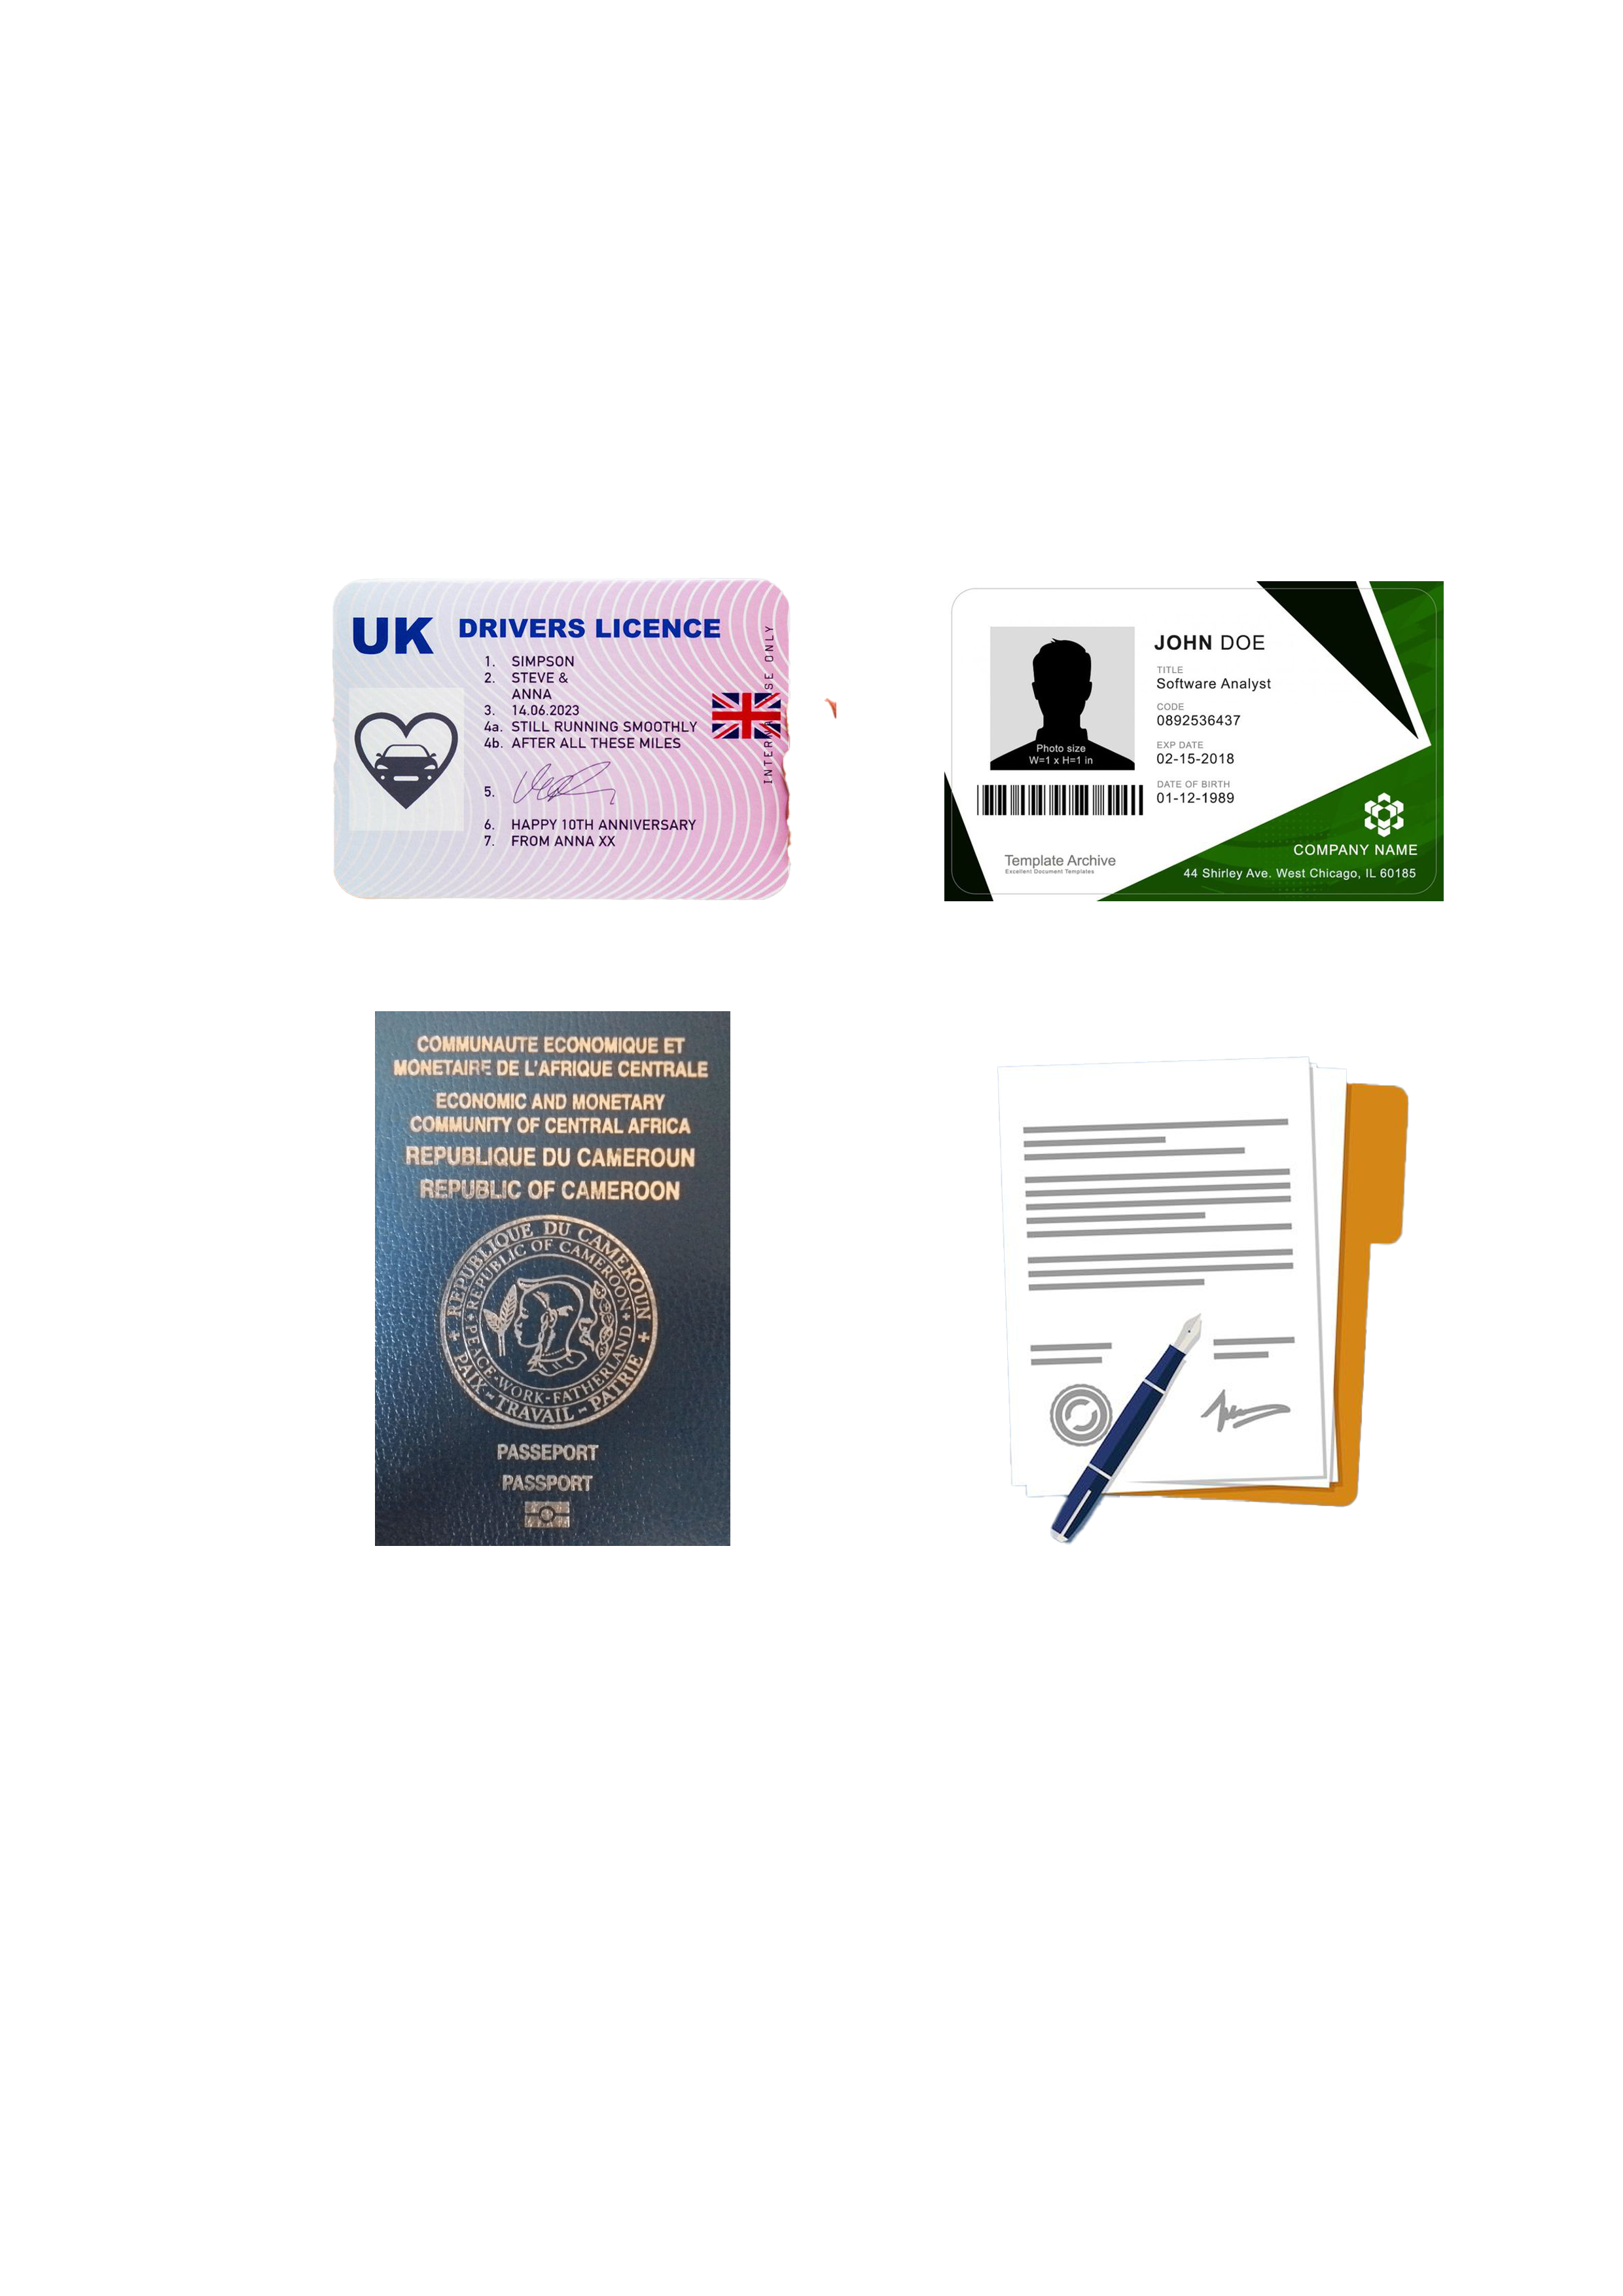 UK DRIVERS LICENCE
1. SIMPSON
2. STEVE &
ANNA
3. 14.06.2023
4a. STILL RUNNING SMOOTHLY
4b. AFTER ALL THESE MILES
5.
6. HAPPY 10TH ANNIVERSARY
7. FROM ANNA XX
SE ONLY
JOHN DOE
TITLE
Software Analyst
CODE
0892536437
EXP DATE
02-15-2018
DATE OF BIRTH
01-12-1989
Photo size
W=1 x H=1 in
Template Archive
Excellent Document Templates
COMPANY NAME
44 Shirley Ave. West Chicago, IL 60185
COMMUNAUTE ECONOMIQUE ET
MONETAIRE DE L'AFRIQUE CENTRALE
ECONOMIC AND MONETARY
COMMUNITY OF CENTRAL AFRICA
REPUBLIQUE DU CAMEROUN
REPUBLIC OF CAMEROON
REPUBLIQUE DU CAMEROUN
REPUBLIC OF CAMEROON
PEACE-WORK-FATHERLAND
PAIX - TRAVAIL - PATRIE
PASSEPORT
PASSPORT